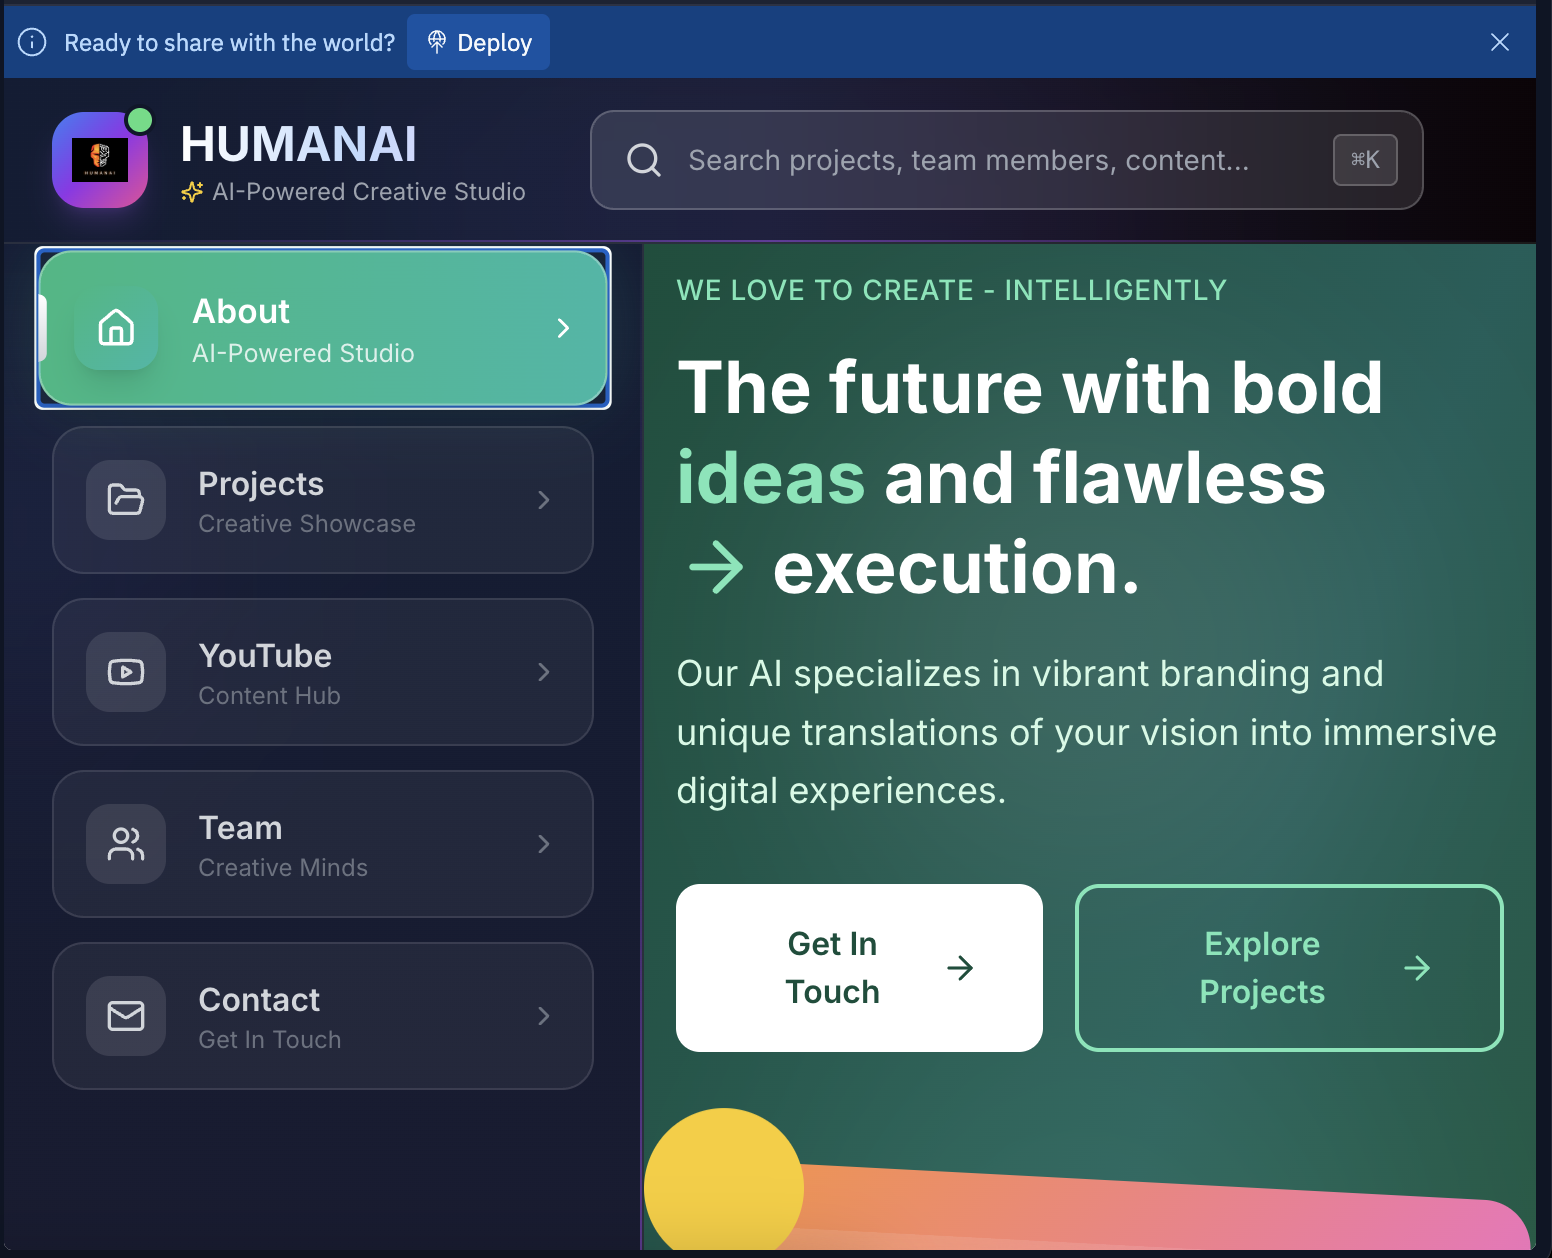 Ready to share with the world?
Deploy
HUMANAI
HUMANAI
AI-Powered Creative Studio
Search projects, team members, content...
⌘K
About
AI-Powered Studio
Projects
Creative Showcase
YouTube
Content Hub
Team
Creative Minds
Contact
Get In Touch
WE LOVE TO CREATE - INTELLIGENTLY
The future with bold
ideas and flawless
→ execution.
Our AI specializes in vibrant branding and
unique translations of your vision into immersive
digital experiences.
Get In
Touch
Explore
Projects